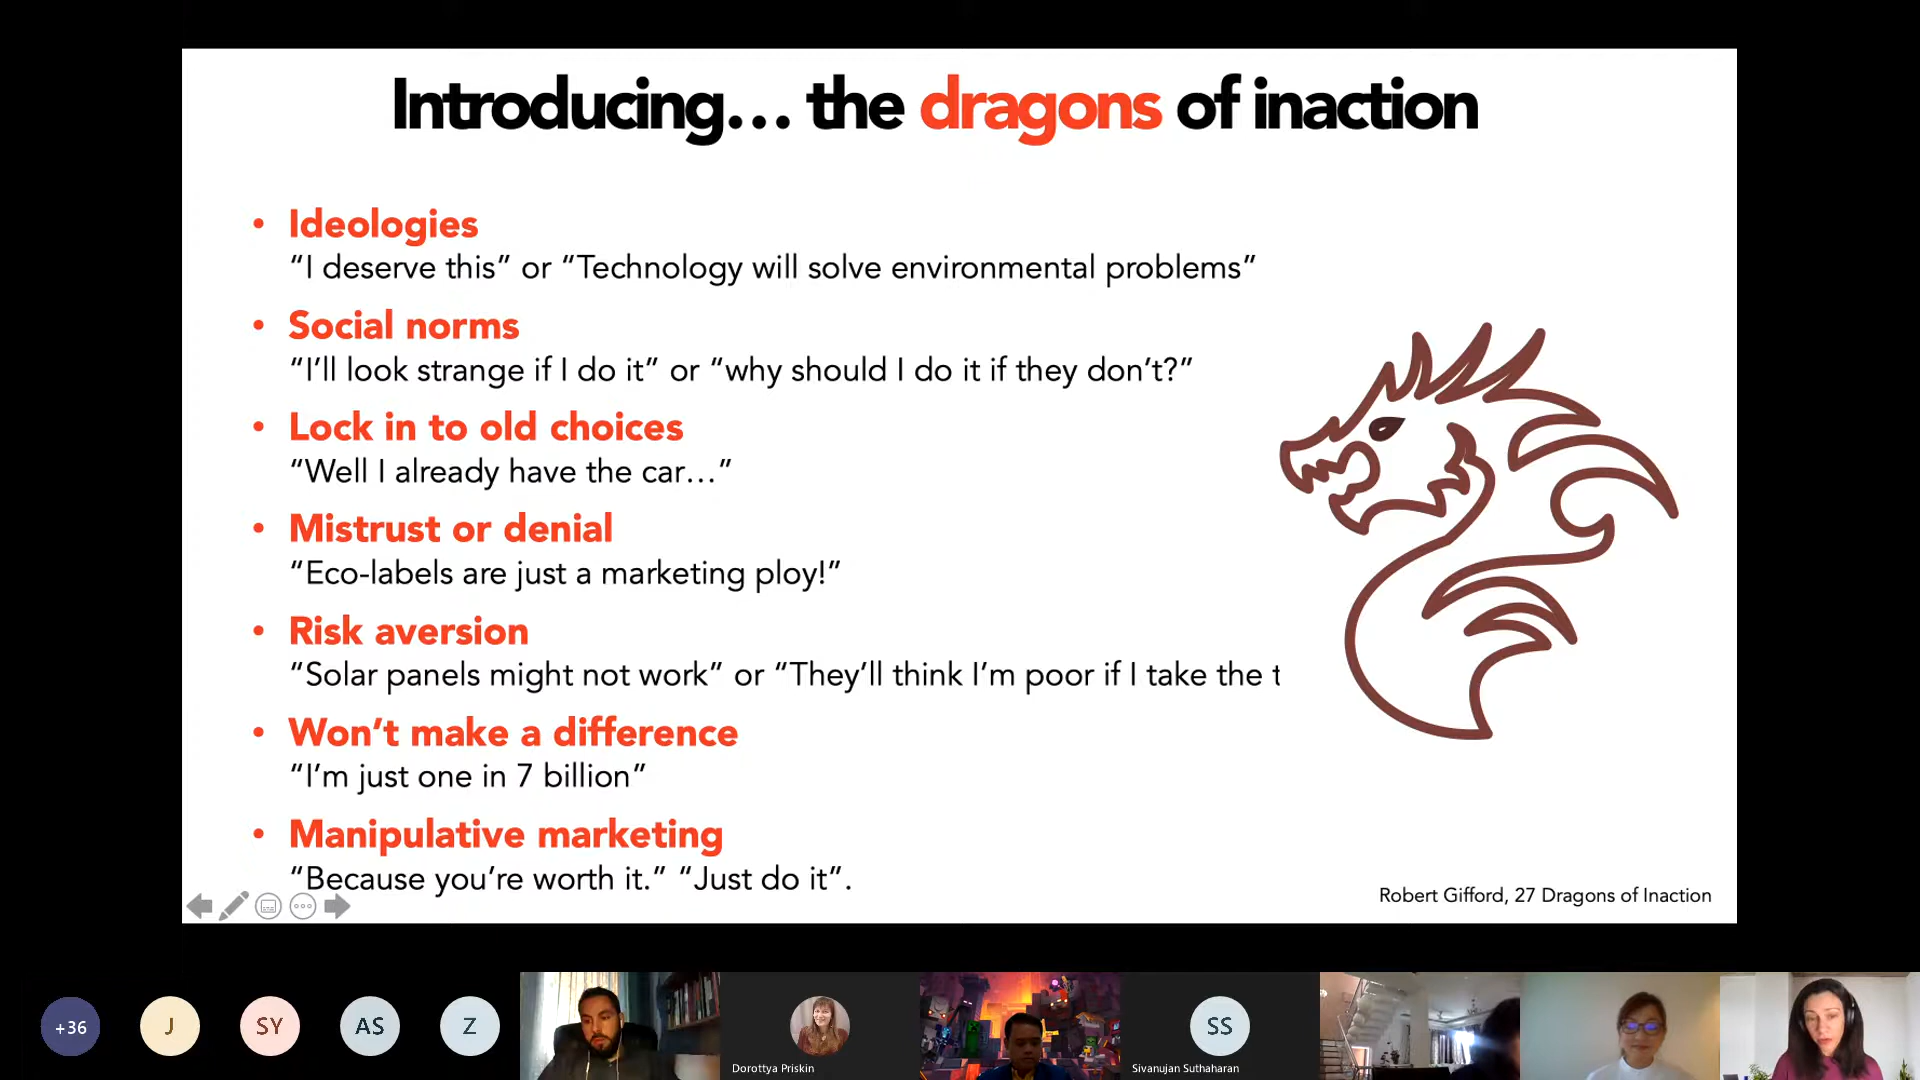 Introducing… the dragons of inaction
• Ideologies
“I deserve this” or “Technology will solve environmental problems”
• Social norms
“I’ll look strange if I do it” or “why should I do it if they don’t?”
• Lock in to old choices
“Well I already have the car…”
• Mistrust or denial
“Eco-labels are just a marketing ploy!”
• Risk aversion
“Solar panels might not work” or “They’ll think I’m poor if I take the t
• Won’t make a difference
“I’m just one in 7 billion”
• Manipulative marketing
“Because you’re worth it.” “Just do it”.
Robert Gifford, 27 Dragons of Inaction
+36
J
SY
AS
Z
Dorottya Priskin
SS
Sivanujan Suthaharan